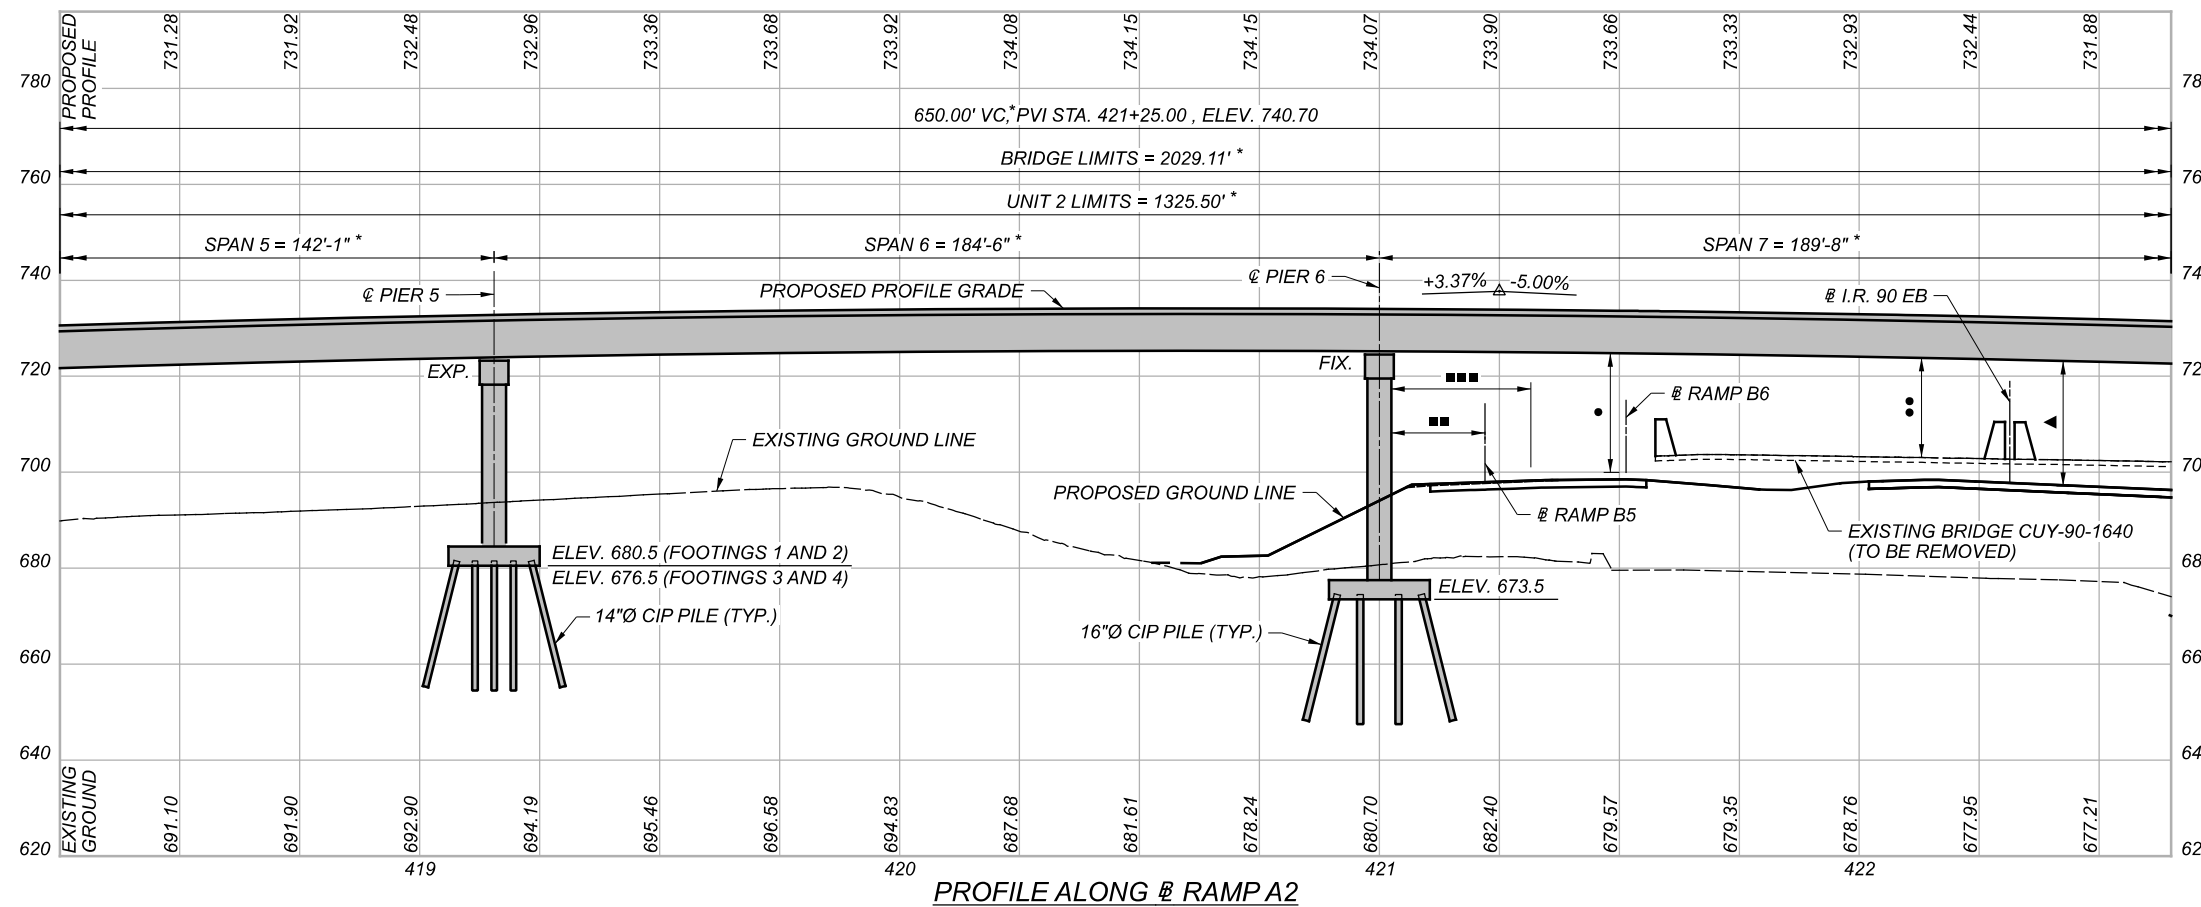 PROPOSED
PROFILE
731.28
731.92
732.48
732.96
733.36
733.68
733.92
734.08
734.15
734.15
734.07
733.90
733.66
733.33
732.93
732.44
731.88
780
78
650.00' VC,* PVI STA. 421+25.00 , ELEV. 740.70
BRIDGE LIMITS = 2029.11' *
760
76
UNIT 2 LIMITS = 1325.50' *
SPAN 5 = 142'-1" *
SPAN 6 = 184'-6" *
SPAN 7 = 189'-8" *
740
74
℄ PIER 5
PROPOSED PROFILE GRADE
℄ PIER 6
+3.37%
-5.00%
B I.R. 90 EB
720
72
EXP.
FIX.
B RAMP B6
EXISTING GROUND LINE
700
70
PROPOSED GROUND LINE
B RAMP B5
EXISTING BRIDGE CUY-90-1640
(TO BE REMOVED)
ELEV. 680.5 (FOOTINGS 1 AND 2)
680
68
ELEV. 676.5 (FOOTINGS 3 AND 4)
ELEV. 673.5
14"Ø CIP PILE (TYP.)
16"Ø CIP PILE (TYP.)
660
66
640
64
EXISTING
GROUND
691.10
691.90
692.90
694.19
695.46
696.58
694.83
687.68
681.61
678.24
680.70
682.40
679.57
679.35
678.76
677.95
677.21
620
62
419
420
421
422
PROFILE ALONG B RAMP A2